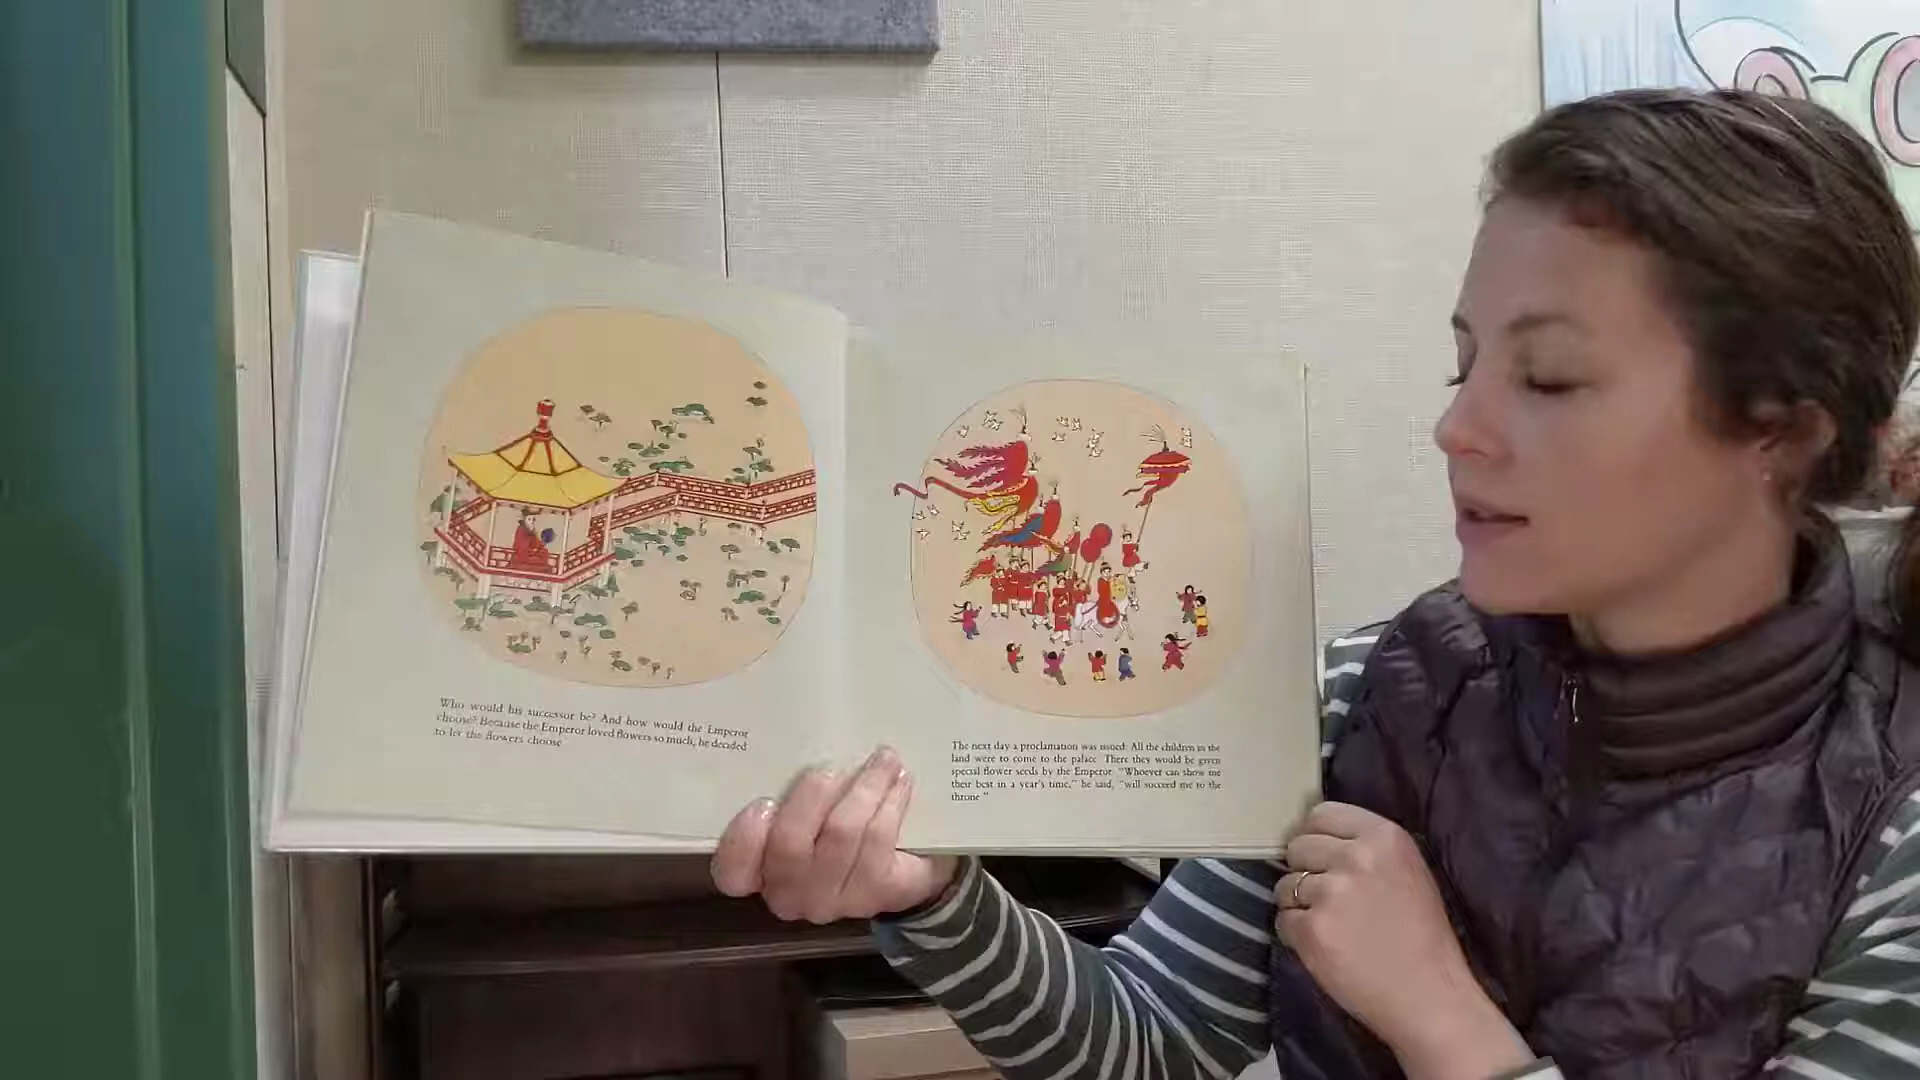 Who would his successor be? And how would the Emperor
choose? Because the Emperor loved flowers so much, he decided
to let the flowers choose
The next day a proclamation was issued: All the children in the
land were to come to the palace. There they would be given
special flower seeds by the Emperor. "Whoever can show me
their best in a year's time," he said, "will succeed me to the
throne."